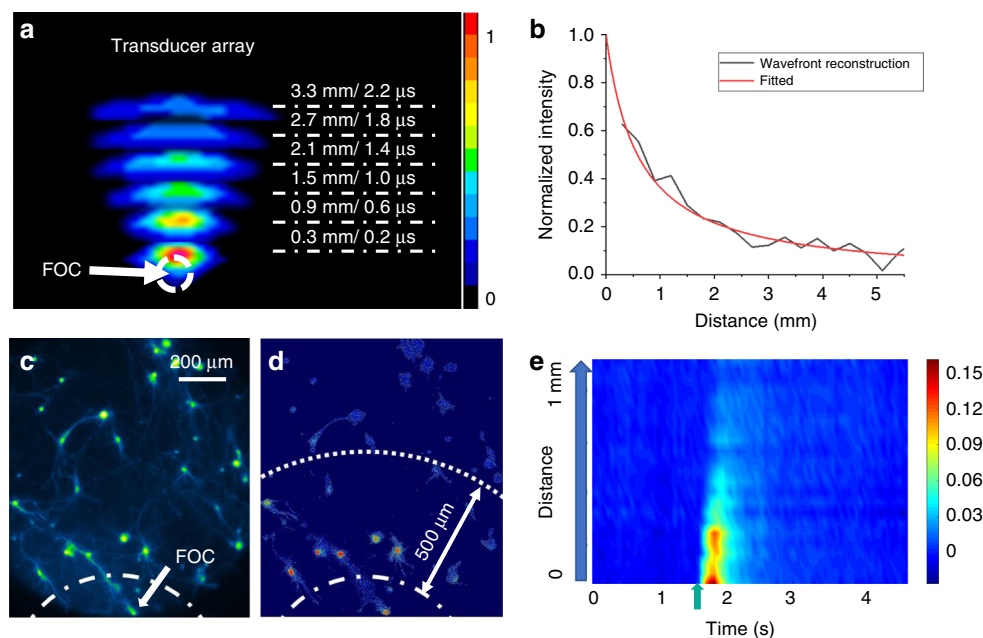 a
Transducer array
1
3.3 mm/ 2.2 μs
2.7 mm/ 1.8 μs
2.1 mm/ 1.4 μs
1.5 mm/ 1.0 μs
0.9 mm/ 0.6 μs
0.3 mm/ 0.2 μs
FOC
0
b
Normalized intensity
1.0
0.8
0.6
0.4
0.2
0.0
Wavefront reconstruction
Fitted
0 1 2 3 4 5
Distance (mm)
c
200 μm
FOC
d
500 μm
e
1 mm
Distance
0
0 1 2 3 4
Time (s)
0.15
0.12
0.09
0.06
0.03
0